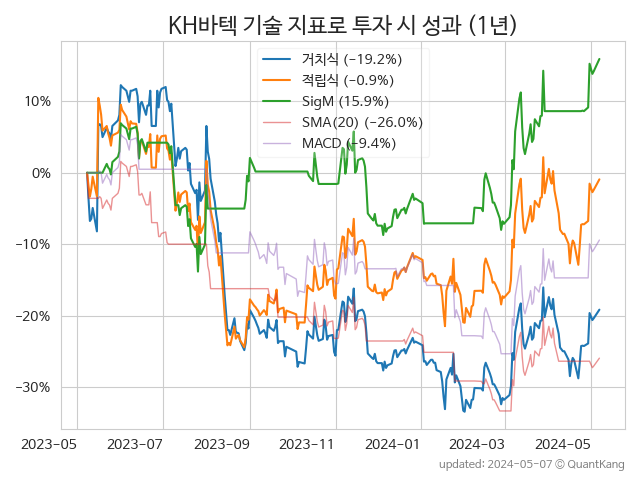 KH바텍 기술 지표로 투자 시 성과 (1년)
거치식 (−19.2%)
적립식 (−0.9%)
SigM (15.9%)
SMA(20) (−26.0%)
MACD (−9.4%)
10%
0%
−10%
−20%
−30%
2023-05 2023-07 2023-09 2023-11 2024-01 2024-03 2024-05
updated: 2024-05-07 © QuantKang